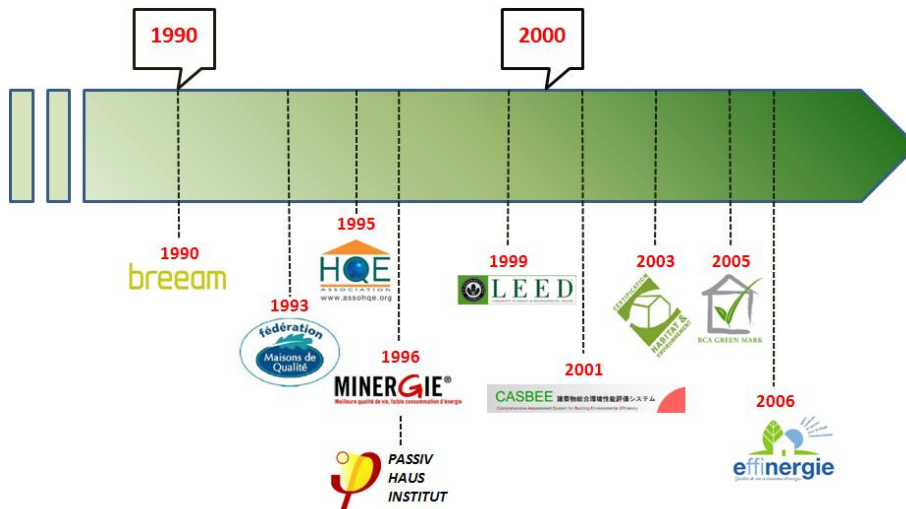 1990
2000
1990
breeam
1993
fédération
Maisons de
Qualité
1995
HQE
ASSOCIATION
www.assohqe.org
1996
MINERGIE®
Meilleure qualité de vie, faible consommation d'énergie
PASSIV
HAUS
INSTITUT
1999
LEED
2001
CASBEE 建築物総合環境性能評価システム
Comprehensive Assessment System for Building Environmental Efficiency
2003
CERTIFICATION
HABITAT &
ENVIRONNEMENT
2005
BCA GREEN MARK
2006
effinergie